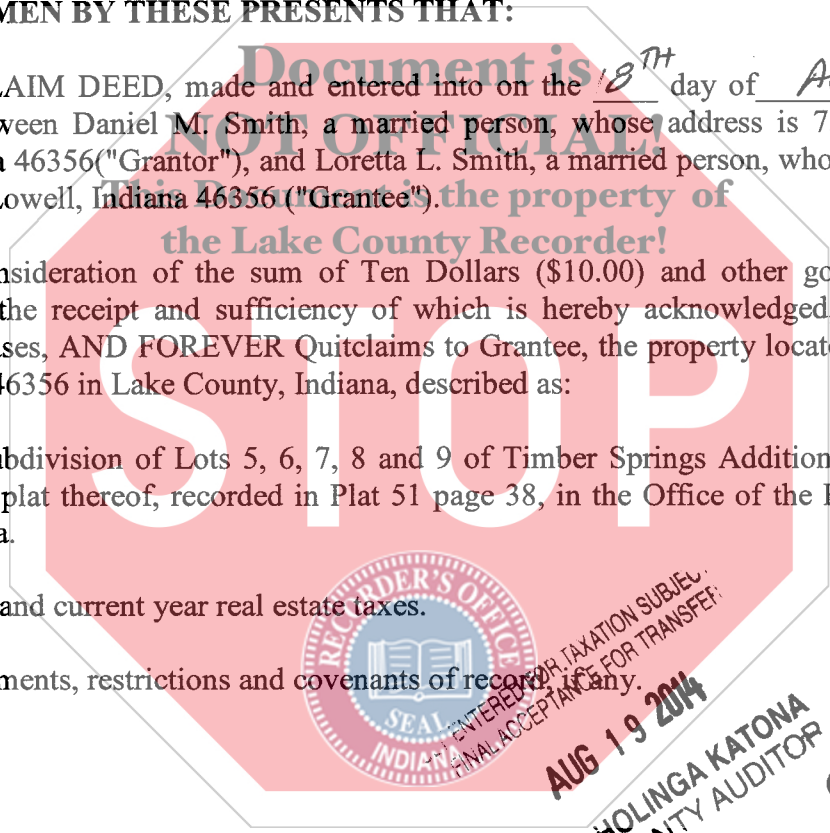 MEN BY THESE PRESENTS THAT:
Document is
AIM DEED, made and entered into on the 18TH day of
ween Daniel M. Smith, a married person, whose address is 7
NOT OFFICIAL!
a 46356("Grantor"), and Loretta L. Smith, a married person, who
owell, Indiana 46356 ("Grantee").
This Document is the property of
the Lake County Recorder!
nsideration of the sum of Ten Dollars ($10.00) and other go
the receipt and sufficiency of which is hereby acknowledged
ses, AND FOREVER Quitclaims to Grantee, the property locat
46356 in Lake County, Indiana, described as:
STOP
bdivision of Lots 5, 6, 7, 8 and 9 of Timber Springs Addition
plat thereof, recorded in Plat 51 page 38, in the Office of the
a.
and current year real estate taxes.
ments, restrictions and covenants of record, if any.
RECORDER'S OFFICE
SEAL
INDIANA
ENTERED FOR TAXATION SUBJEC
FINAL ACCEPTANCE FOR TRANSFER
AUG 19 2014
HOLINGA KATONA
NTY AUDITOR